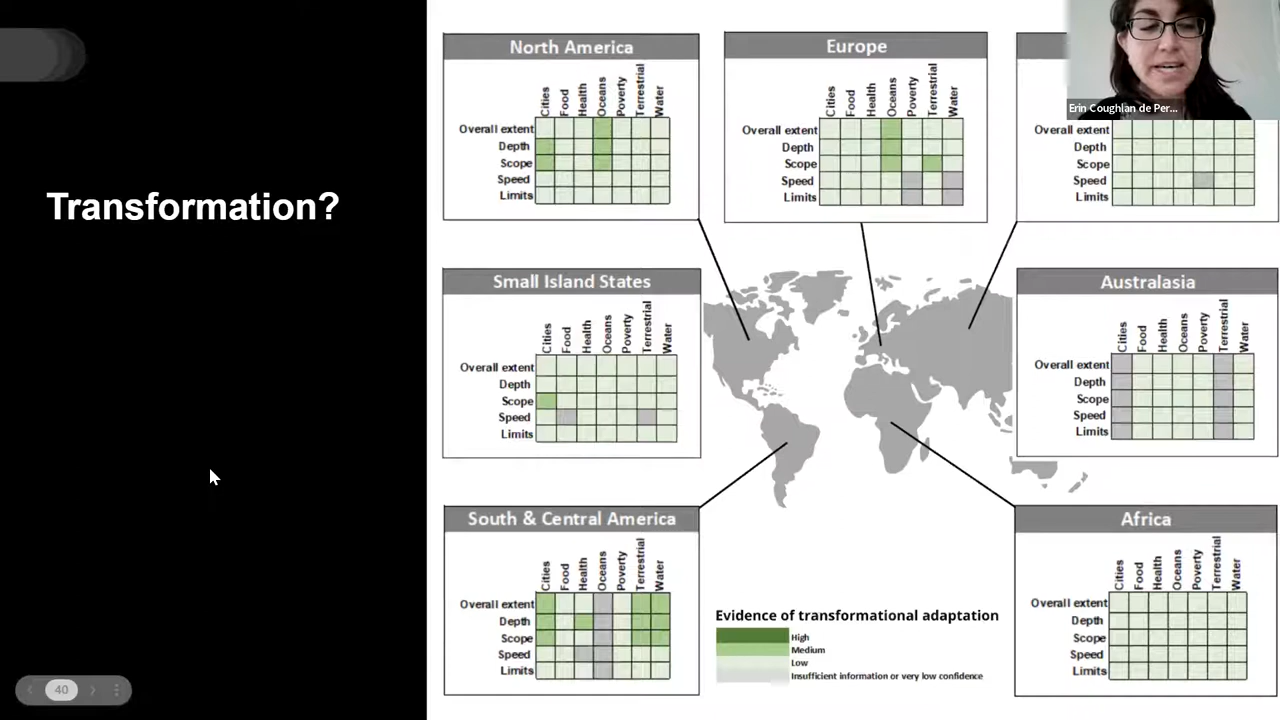 Transformation?
North America
Cities
Food
Health
Oceans
Poverty
Terrestrial
Water
Overall extent
Depth
Scope
Speed
Limits
Europe
Cities
Food
Health
Oceans
Poverty
Terrestrial
Water
Overall extent
Depth
Scope
Speed
Limits
Erin Coughlan de Per...
Overall extent
Depth
Scope
Speed
Limits
Small Island States
Cities
Food
Health
Oceans
Poverty
Terrestrial
Water
Overall extent
Depth
Scope
Speed
Limits
Australasia
Cities
Food
Health
Oceans
Poverty
Terrestrial
Water
Overall extent
Depth
Scope
Speed
Limits
South & Central America
Cities
Food
Health
Oceans
Poverty
Terrestrial
Water
Overall extent
Depth
Scope
Speed
Limits
Africa
Cities
Food
Health
Oceans
Poverty
Terrestrial
Water
Overall extent
Depth
Scope
Speed
Limits
Evidence of transformational adaptation
High
Medium
Low
Insufficient information or very low confidence
40